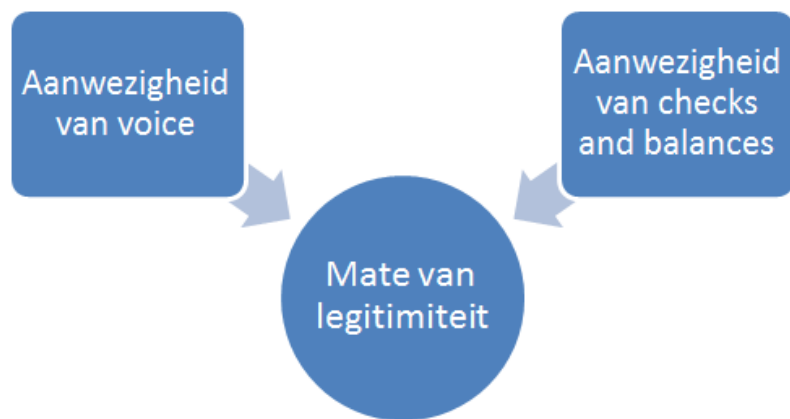 Aanwezigheid
van voice
Aanwezigheid
van checks
and balances
Mate van
legitimiteit